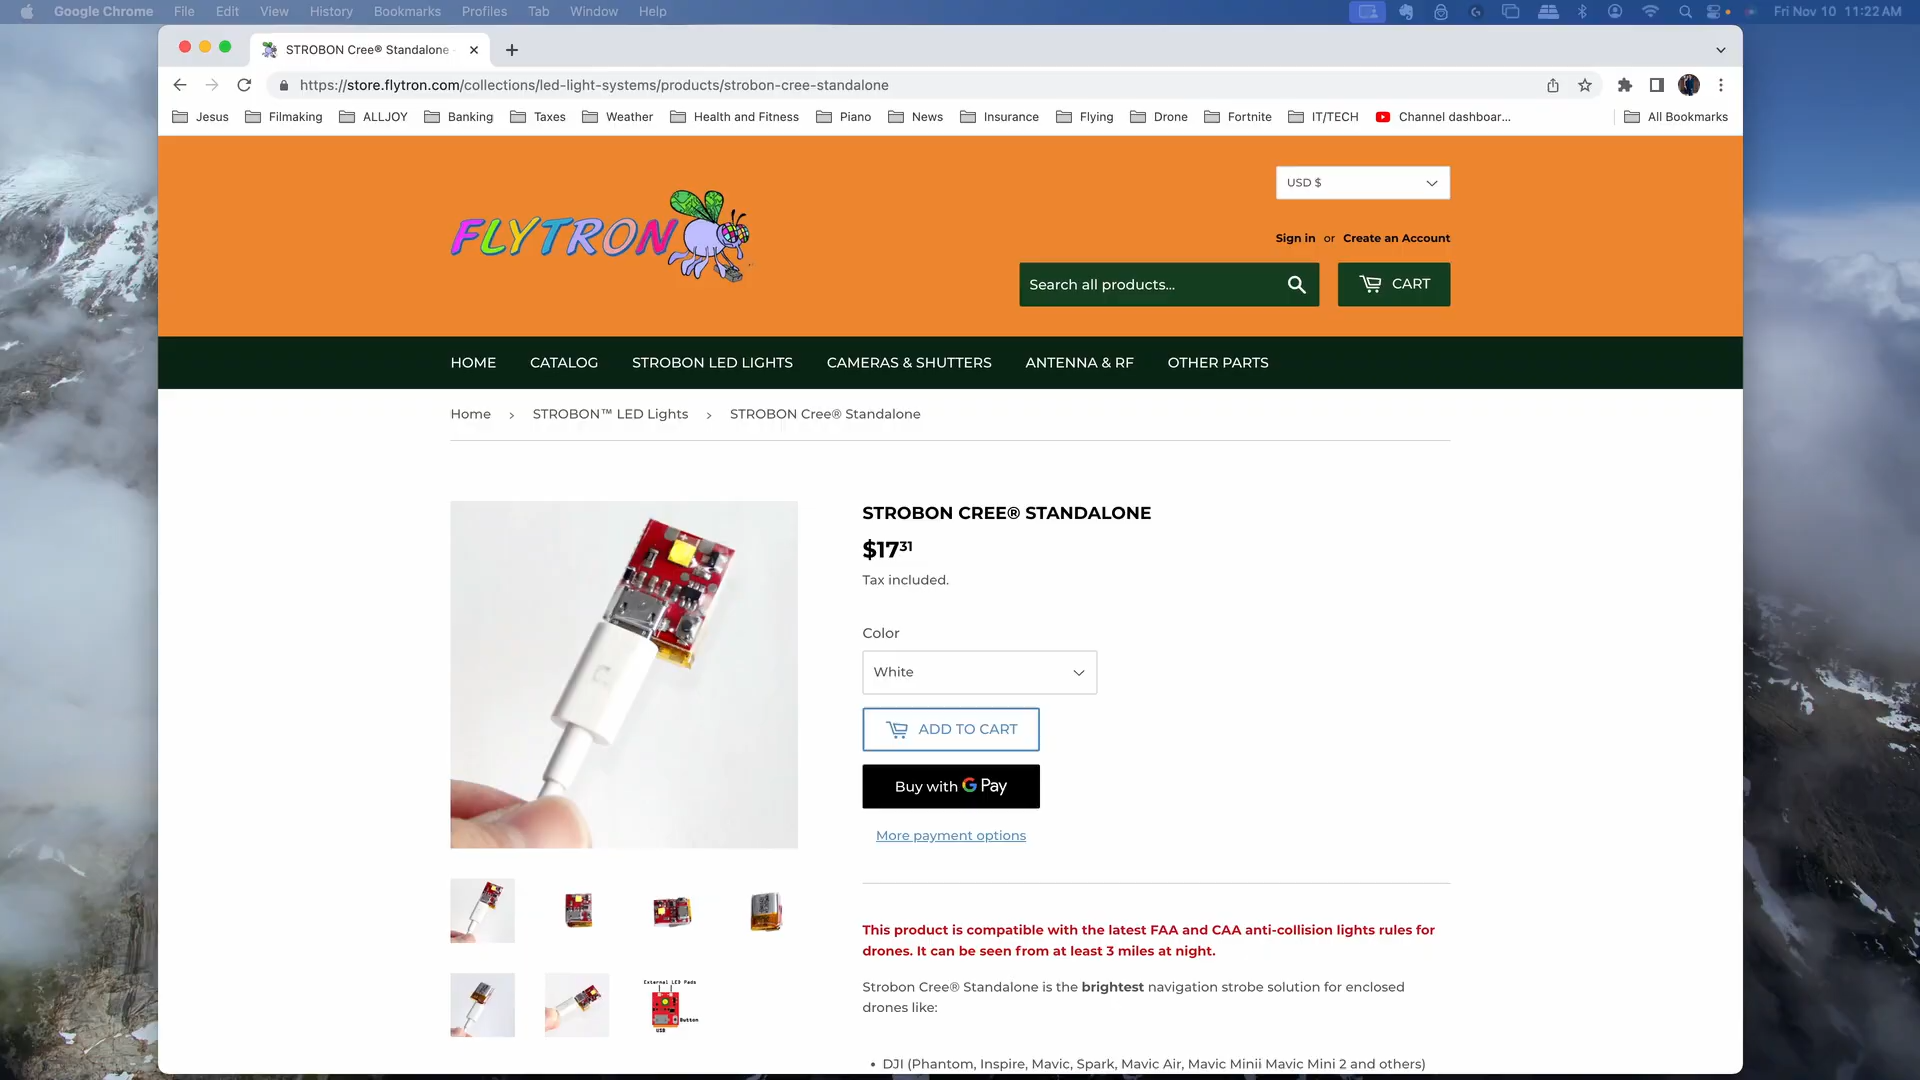 Google Chrome File Edit View History Bookmarks Profiles Tab Window Help Fri Nov 10 11:22 AM
STROBON Cree® Standalone
https://store.flytron.com/collections/led-light-systems/products/strobon-cree-standalone
Jesus Filmaking ALLJOY Banking Taxes Weather Health and Fitness Piano News Insurance Flying Drone Fortnite IT/TECH Channel dashboar... All Bookmarks
USD $
FLYTRON
Sign in or Create an Account
Search all products...
CART
HOME CATALOG STROBON LED LIGHTS CAMERAS & SHUTTERS ANTENNA & RF OTHER PARTS
Home › STROBON™ LED Lights › STROBON Cree® Standalone
STROBON CREE® STANDALONE
$17 31
Tax included.
Color
White
ADD TO CART
Buy with G Pay
More payment options
This product is compatible with the latest FAA and CAA anti-collision lights rules for
drones. It can be seen from at least 3 miles at night.
Strobon Cree® Standalone is the brightest navigation strobe solution for enclosed
drones like:
• DJI (Phantom, Inspire, Mavic, Spark, Mavic Air, Mavic Minii Mavic Mini 2 and others)
External LED Pads
Button
USB